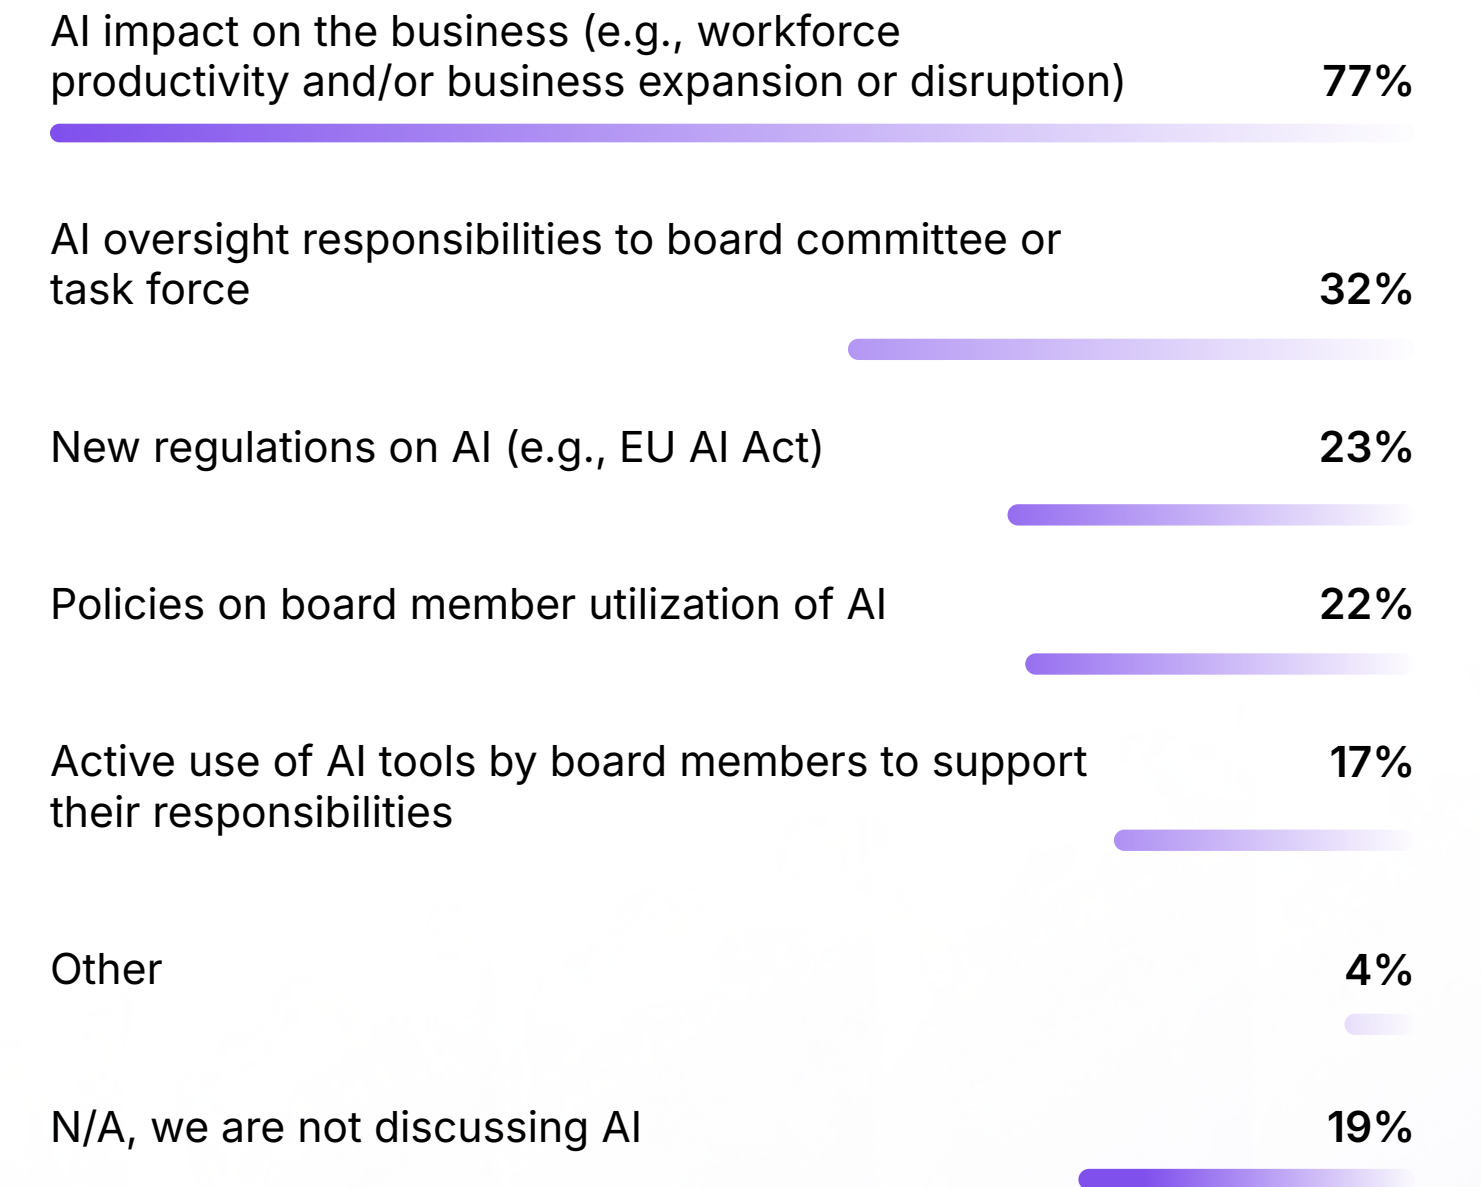 AI impact on the business (e.g., workforce
productivity and/or business expansion or disruption) 77%
AI oversight responsibilities to board committee or
task force 32%
New regulations on AI (e.g., EU AI Act) 23%
Policies on board member utilization of AI 22%
Active use of AI tools by board members to support 17%
their responsibilities
Other 4%
N/A, we are not discussing AI 19%